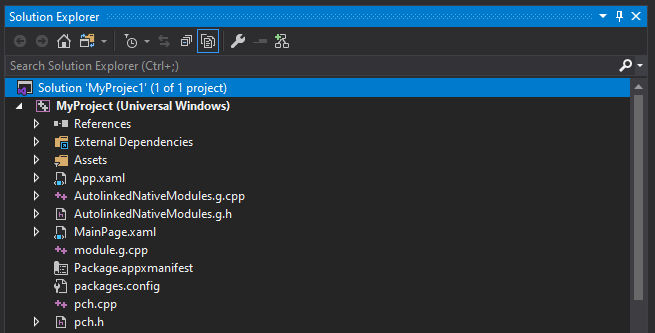 Solution Explorer
Search Solution Explorer (Ctrl+;)
Solution 'MyProjec1' (1 of 1 project)
MyProject (Universal Windows)
References
External Dependencies
Assets
App.xaml
AutolinkedNativeModules.g.cpp
AutolinkedNativeModules.g.h
MainPage.xaml
module.g.cpp
Package.appxmanifest
packages.config
pch.cpp
pch.h